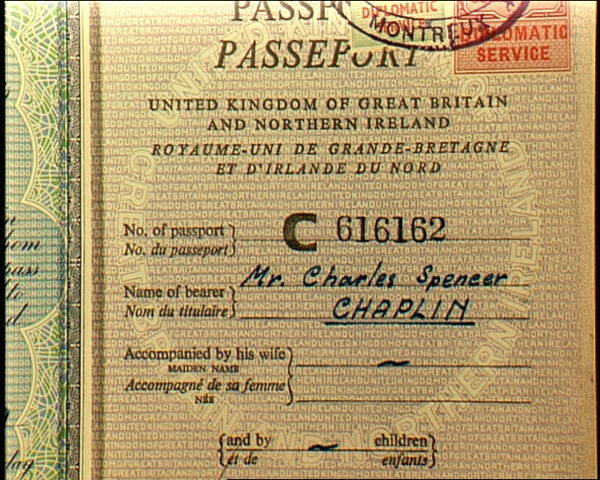 PASSPORT
PASSEPORT
MONTREUX
DIPLOMATIC
SERVICE
UNITED KINGDOM OF GREAT BRITAIN
AND NORTHERN IRELAND
ROYAUME-UNI DE GRANDE-BRETAGNE
ET D'IRLANDE DU NORD
No. of passport
No. du passeport
C 616162
Name of bearer
Nom du titulaire
Mr. Charles Spencer
CHAPLIN
Accompanied by his wife
MAIDEN NAME
Accompagné de sa femme
NÉE
and by children
et de enfants